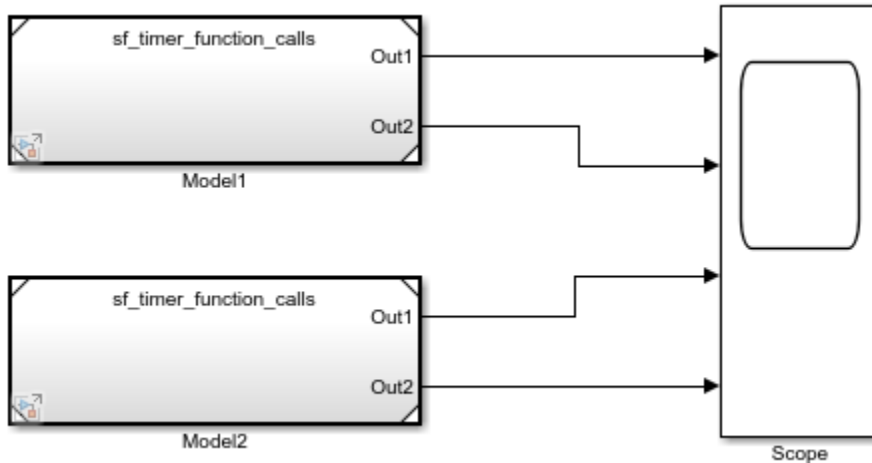 sf_timer_function_calls
Out1
Out2
Model1
sf_timer_function_calls
Out1
Out2
Model2
Scope